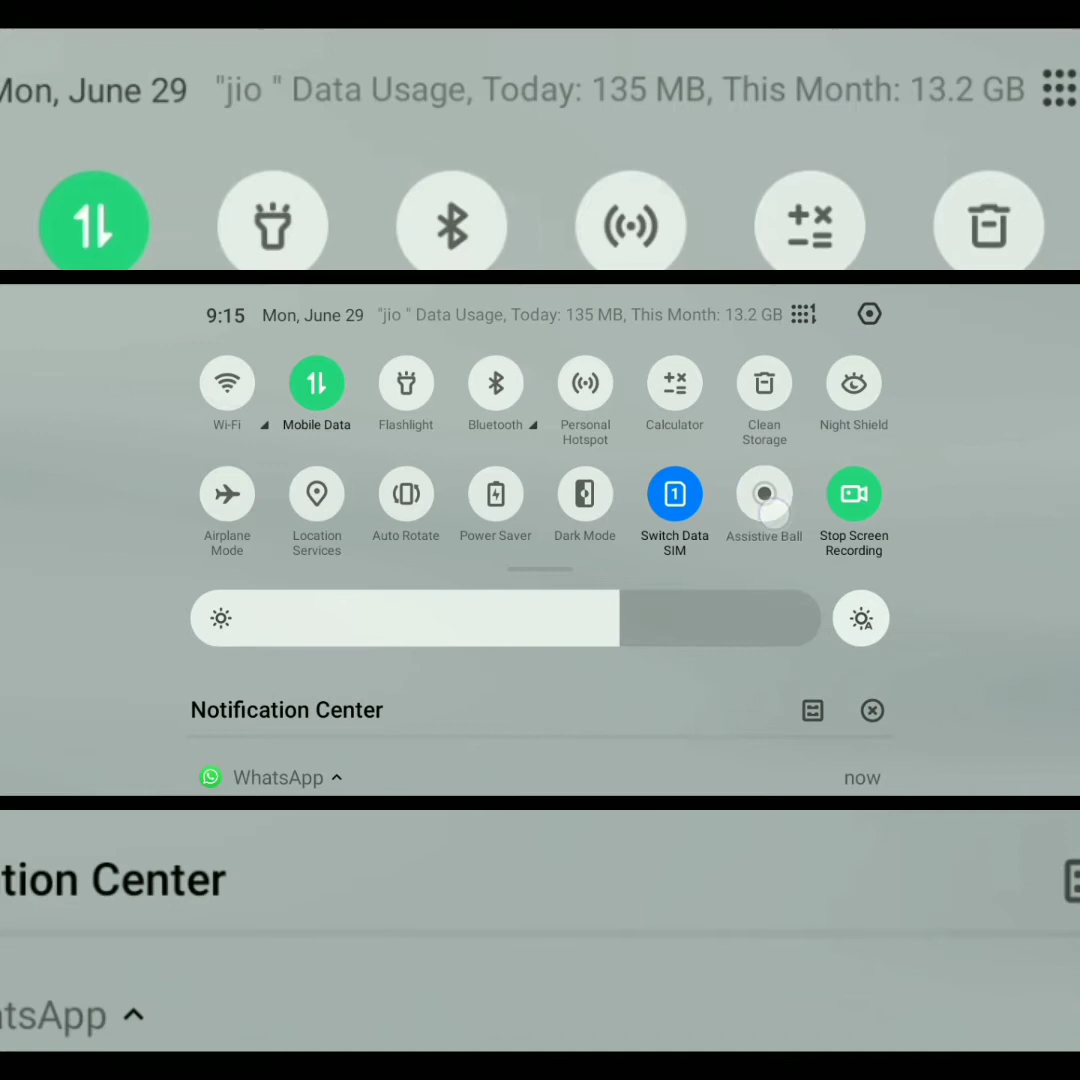 Mon, June 29 "jio " Data Usage, Today: 135 MB, This Month: 13.2 GB
9:15 Mon, June 29 "jio " Data Usage, Today: 135 MB, This Month: 13.2 GB
Wi-Fi Mobile Data Flashlight Bluetooth Personal Calculator Clean Night Shield
Hotspot Storage
1
Airplane Location Auto Rotate Power Saver Dark Mode Switch Data Assistive Ball Stop Screen
Mode Services SIM Recording
A
Notification Center
WhatsApp now
tion Center
atsApp